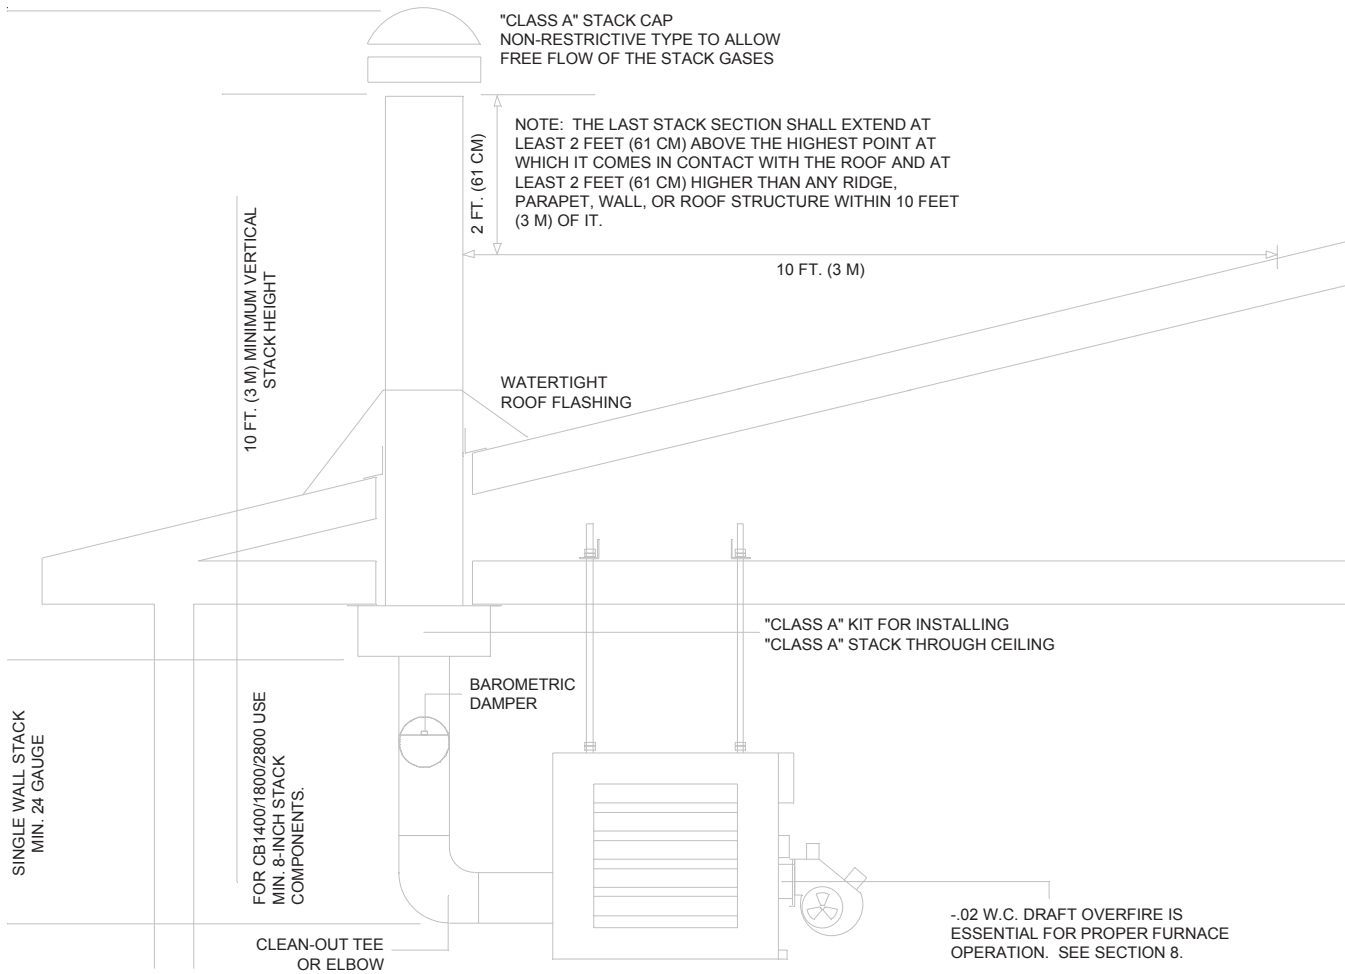 "CLASS A" STACK CAP
NON-RESTRICTIVE TYPE TO ALLOW
FREE FLOW OF THE STACK GASES
NOTE: THE LAST STACK SECTION SHALL EXTEND AT
LEAST 2 FEET (61 CM) ABOVE THE HIGHEST POINT AT
WHICH IT COMES IN CONTACT WITH THE ROOF AND AT
LEAST 2 FEET (61 CM) HIGHER THAN ANY RIDGE,
PARAPET, WALL, OR ROOF STRUCTURE WITHIN 10 FEET
(3 M) OF IT.
2 FT. (61 CM)
10 FT. (3 M)
10 FT. (3 M) MINIMUM VERTICAL
STACK HEIGHT
WATERTIGHT
ROOF FLASHING
"CLASS A" KIT FOR INSTALLING
"CLASS A" STACK THROUGH CEILING
BAROMETRIC
DAMPER
SINGLE WALL STACK
MIN. 24 GAUGE
FOR CB1400/1800/2800 USE
MIN. 8-INCH STACK
COMPONENTS.
CLEAN-OUT TEE
OR ELBOW
-.02 W.C. DRAFT OVERFIRE IS
ESSENTIAL FOR PROPER FURNACE
OPERATION. SEE SECTION 8.